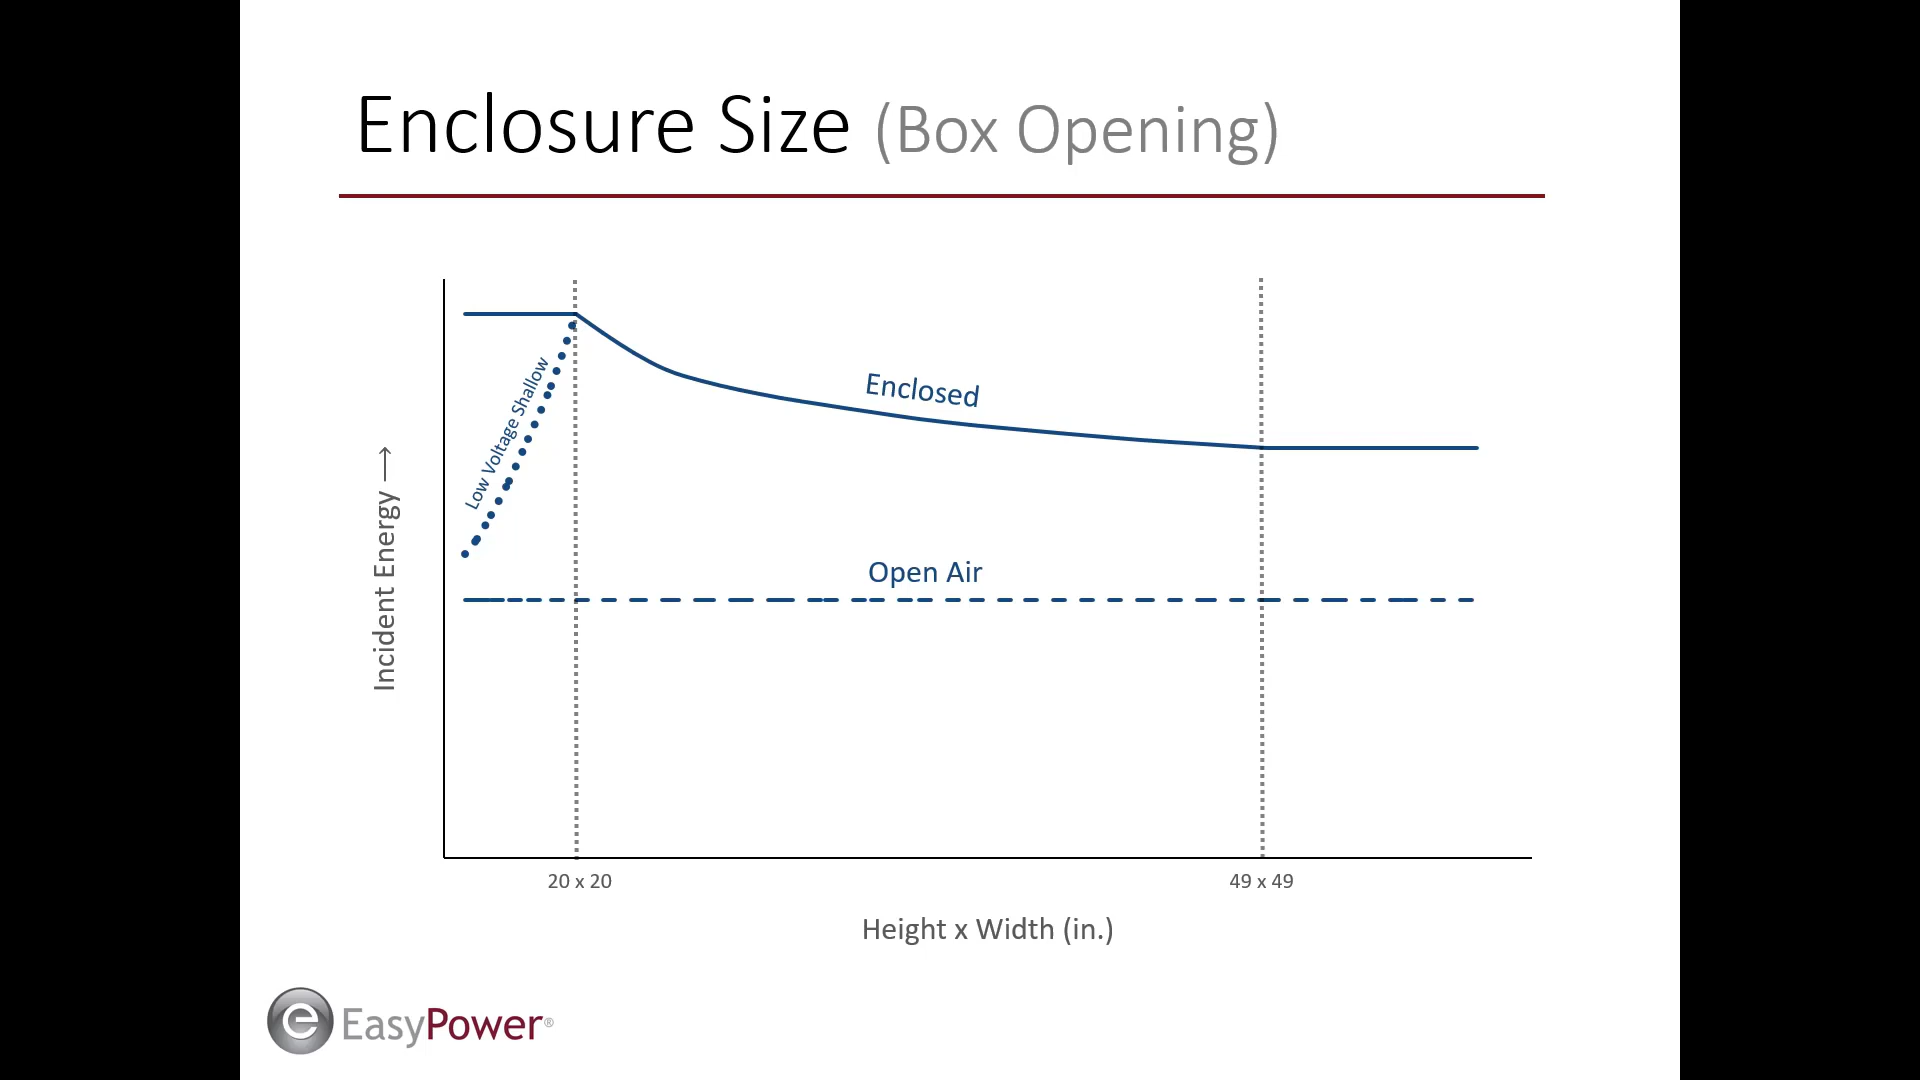 Enclosure Size (Box Opening)
Low Voltage Shallow
Enclosed
Open Air
Incident Energy →
20 x 20
49 x 49
Height x Width (in.)
e EasyPower®